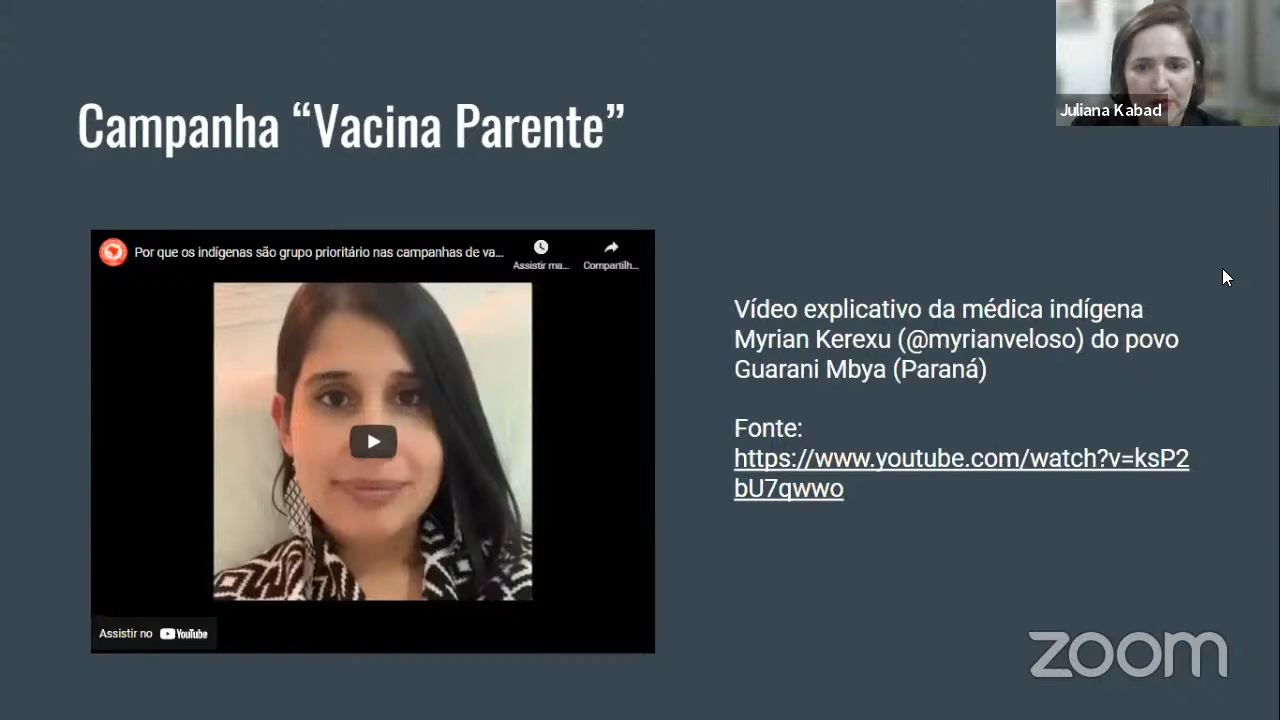 Juliana Kabad
Campanha “Vacina Parente”
Por que os indígenas são grupo prioritário nas campanhas de va...
Assistir ma...
Compartilh...
Assistir no YouTube
Vídeo explicativo da médica indígena
Myrian Kerexu (@myrianveloso) do povo
Guarani Mbya (Paraná)
Fonte:
https://www.youtube.com/watch?v=ksP2
bU7qwwo
zoom